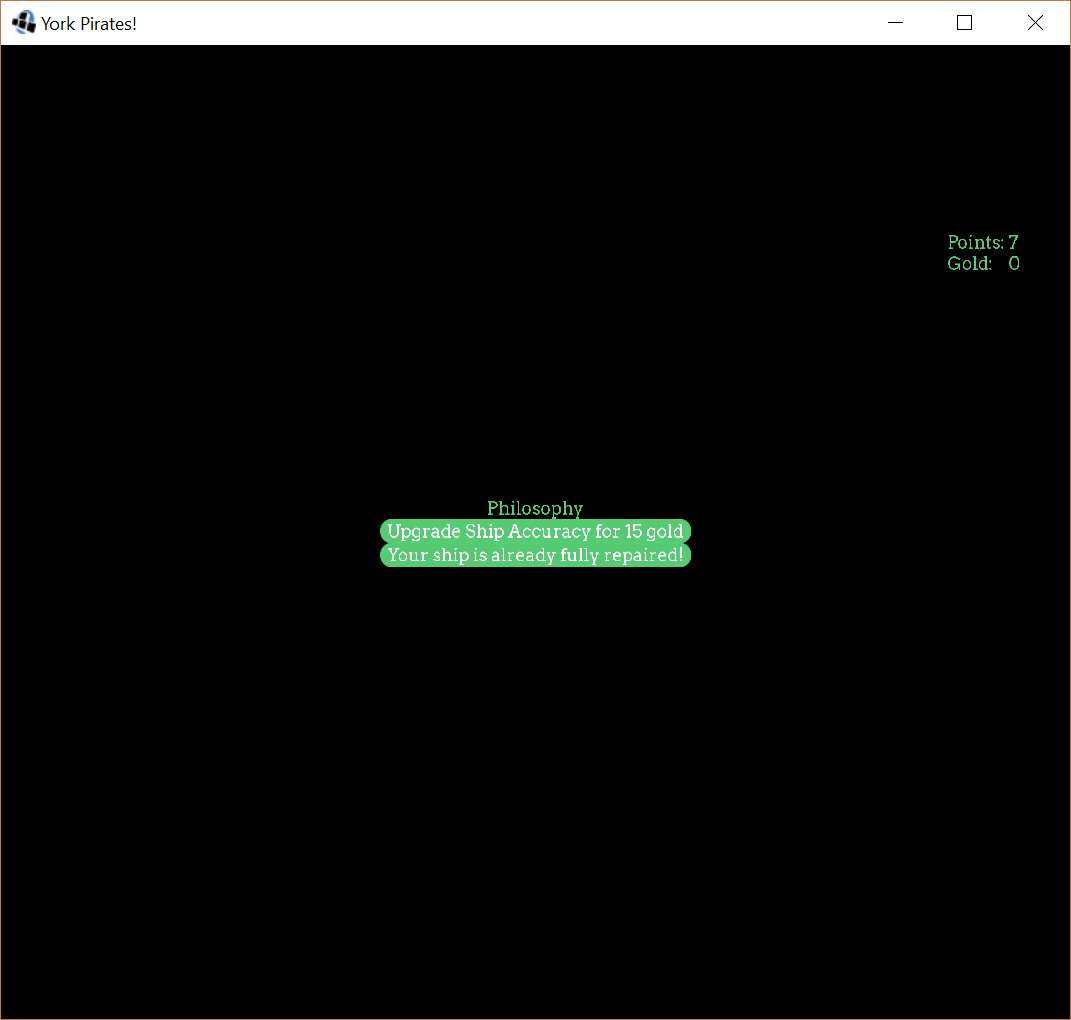 York Pirates!
Points: 7
Gold: 0
Philosophy
Upgrade Ship Accuracy for 15 gold
Your ship is already fully repaired!